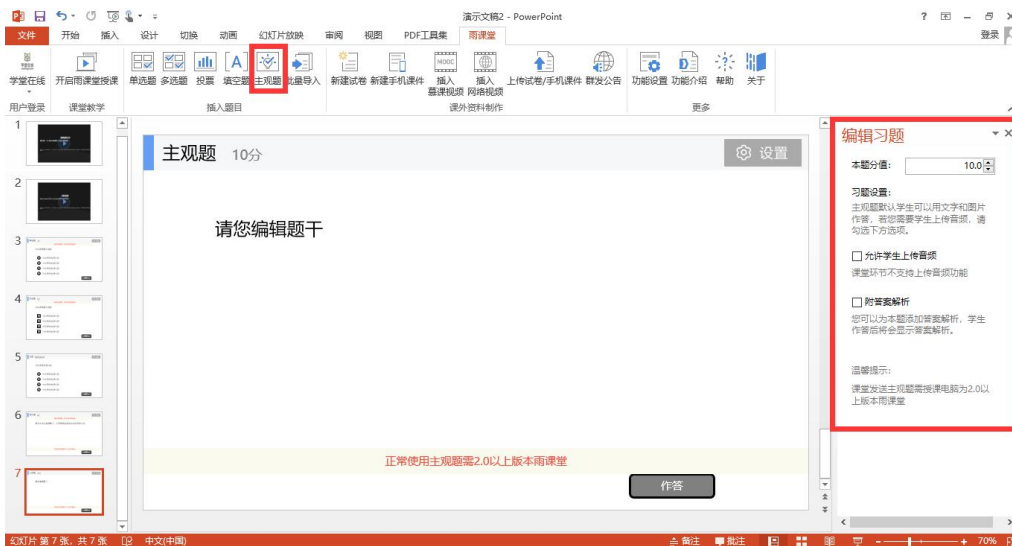 演示文稿2 - PowerPoint
文件 开始 插入 设计 切换 动画 幻灯片放映 审阅 视图 PDF工具集 雨课堂 登录
学堂在线 开启雨课堂授课 单选题 多选题 投票 填空题 主观题 批量导入 新建试卷 新建手机课件 插入 慕课视频 插入 网络视频 上传试卷/手机课件 群发公告 功能设置 功能介绍 帮助 关于
用户登录 课堂教学 插入题目 课外资料制作 更多
1
2
3
4
5
6
7
主观题 10分 设置
请您编辑题干
正常使用主观题需2.0以上版本雨课堂
作答
编辑习题
本题分值: 10.0
习题设置:
主观题默认学生可以用文字和图片
作答，若您需要学生上传音频，请
勾选下方选项。
允许学生上传音频
课堂环节不支持上传音频功能
附答案解析
您可以为本题添加答案解析，学生
作答后将会显示答案解析。
温馨提示:
课堂发送主观题需授课电脑为2.0以
上版本雨课堂
幻灯片 第 7 张，共 7 张 中文(中国) 备注 批注 70%